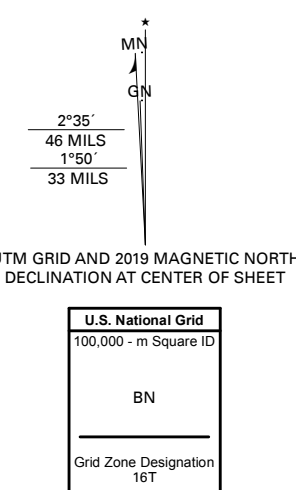 ★
MN
GN
2°35´
46 MILS
1°50´
33 MILS
UTM GRID AND 2019 MAGNETIC NORTH
DECLINATION AT CENTER OF SHEET
U.S. National Grid
100,000 - m Square ID
BN
Grid Zone Designation
16T